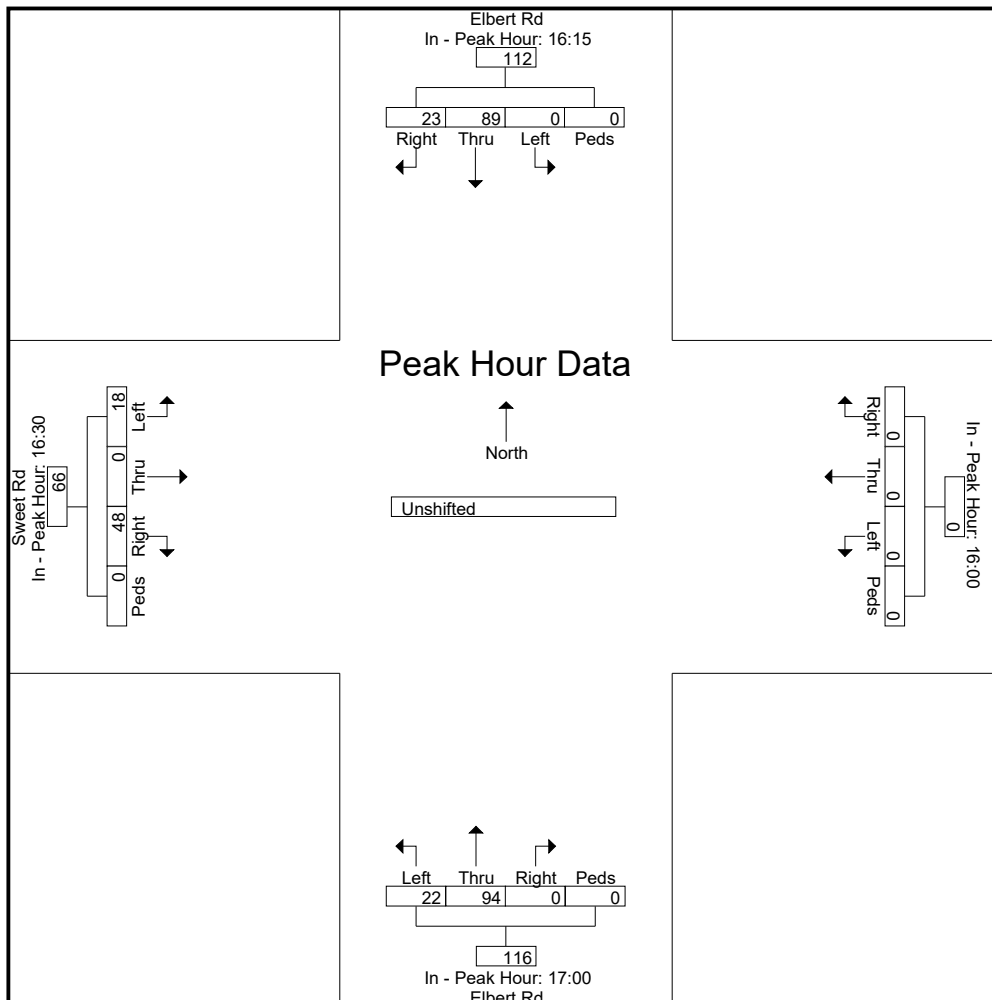 Elbert Rd
In - Peak Hour: 16:15
112
23 89 0 0
Right Thru Left Peds
Peak Hour Data
North
Unshifted
Sweet Rd
In - Peak Hour: 16:30
66
18 0 48 0
Left Thru Right Peds
Right Thru Left Peds
0 0 0 0
0
In - Peak Hour: 16:00
Left Thru Right Peds
22 94 0 0
116
In - Peak Hour: 17:00
Elbert Rd